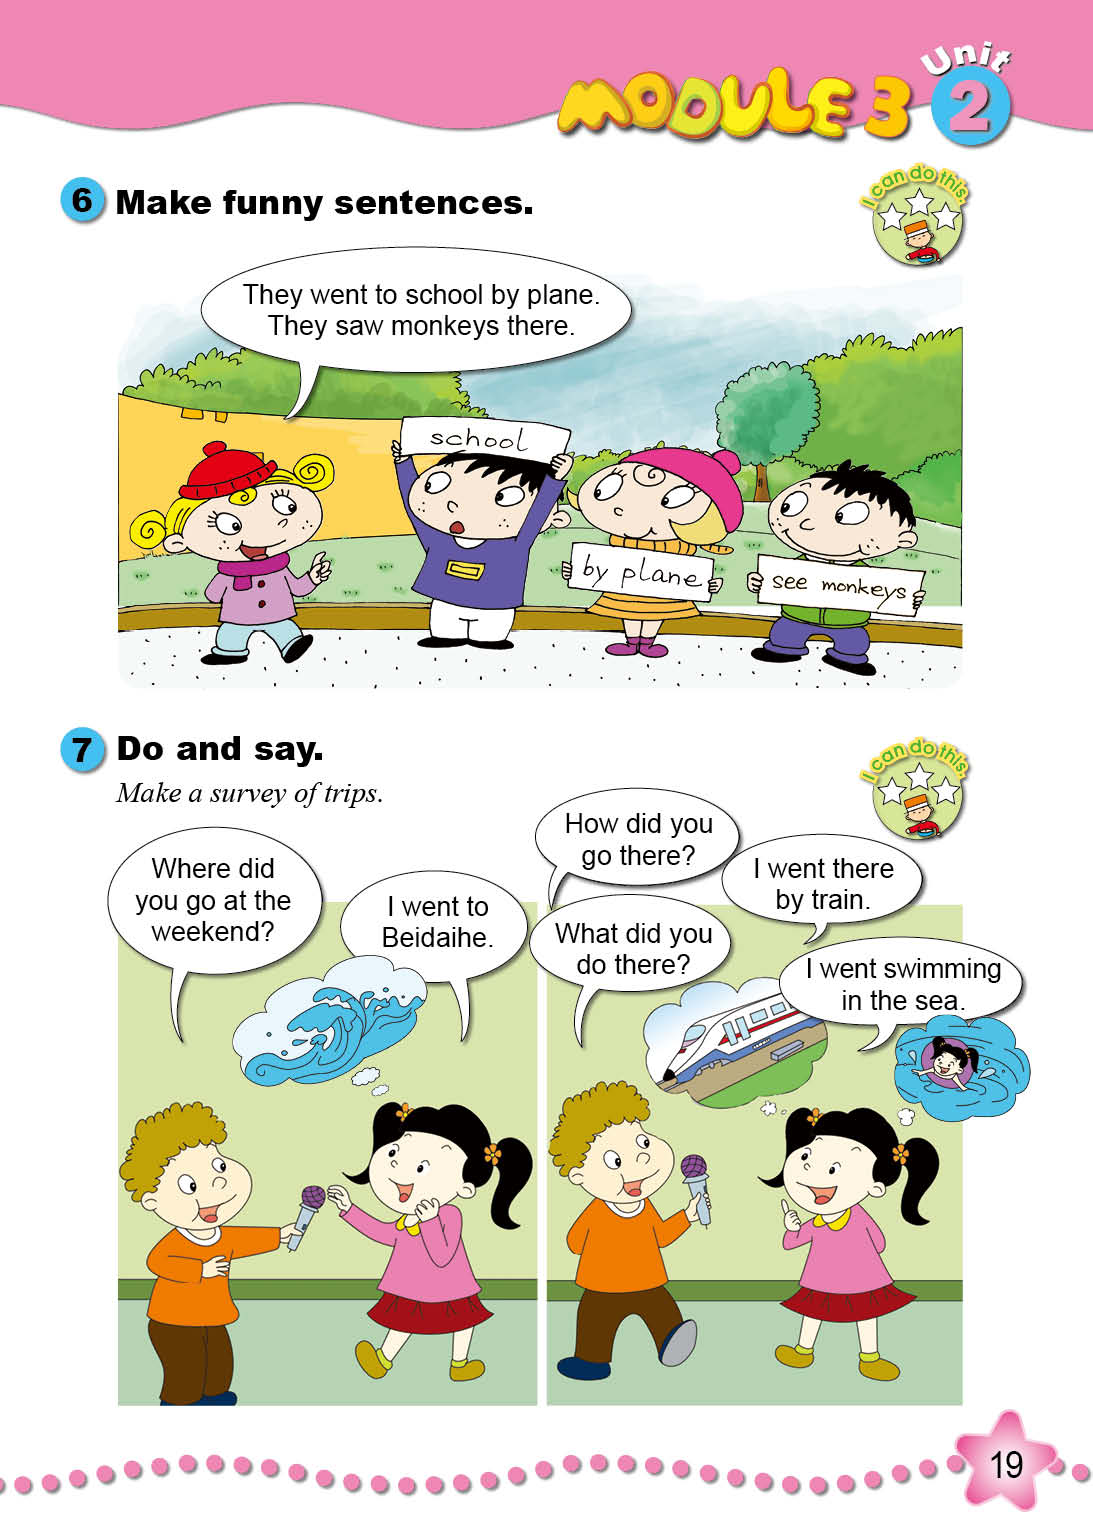 MODULE 3
Unit
2
6 Make funny sentences.
I can do this.
They went to school by plane.
They saw monkeys there.
school
by plane
see monkeys
7 Do and say.
Make a survey of trips.
I can do this.
Where did
you go at the
weekend?
I went to
Beidaihe.
How did you
go there?
I went there
by train.
What did you
do there?
I went swimming
in the sea.
19